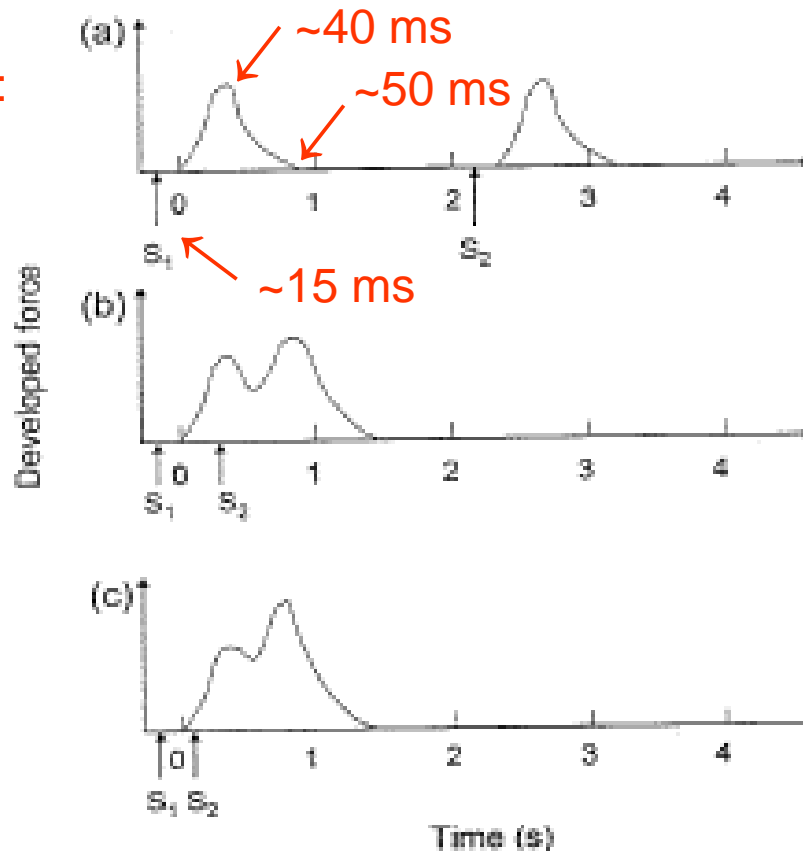 (a)
~40 ms
:
~50 ms
0 1 2 3 4
S₁ S₂
~15 ms
Developed force
(b)
0 1 2 3 4
S₁ S₂
(c)
0 1 2 3 4
S₁ S₂
Time (s)